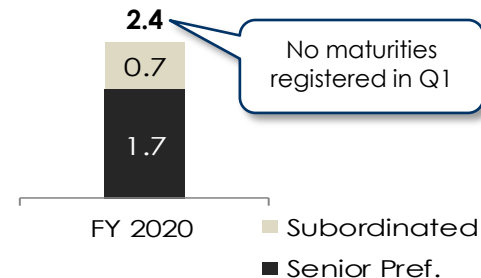 2.4
No maturities
registered in Q1
0.7
1.7
FY 2020
Subordinated
Senior Pref.